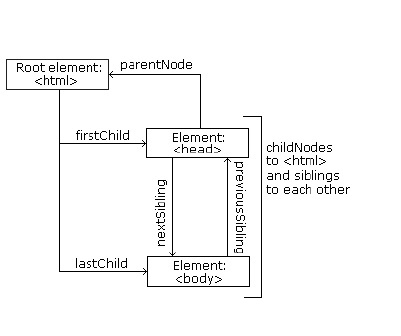 parentNode
Root element:
<html>
firstChild
Element:
<head>
childNodes
to <html>
and siblings
to each other
nextSibling
previousSibling
lastChild
Element:
<body>